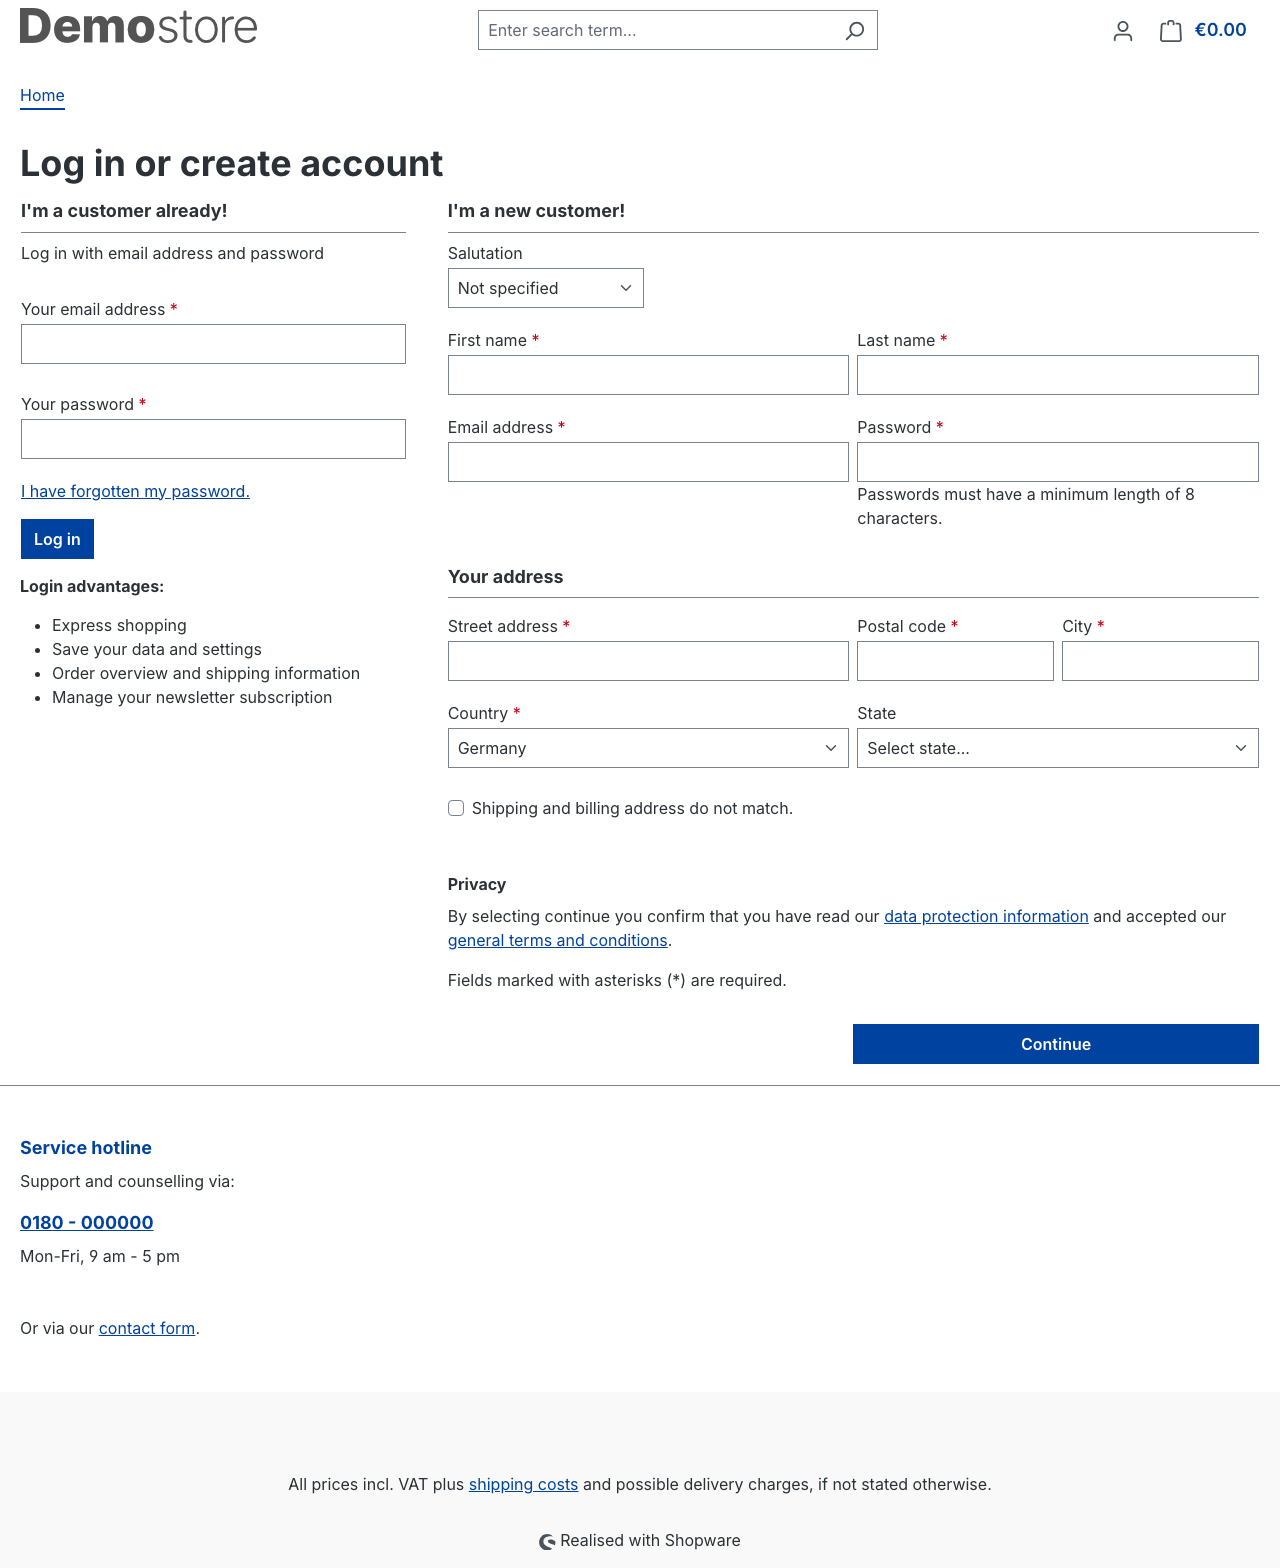 Demostore
Enter search term...
€0.00
Home
Log in or create account
I'm a customer already!
Log in with email address and password
Your email address *
Your password *
I have forgotten my password.
Log in
Login advantages:
• Express shopping
• Save your data and settings
• Order overview and shipping information
• Manage your newsletter subscription
I'm a new customer!
Salutation
Not specified
First name *
Last name *
Email address *
Password *
Passwords must have a minimum length of 8
characters.
Your address
Street address *
Postal code *
City *
Country *
State
Germany
Select state...
Shipping and billing address do not match.
Privacy
By selecting continue you confirm that you have read our data protection information and accepted our
general terms and conditions.
Fields marked with asterisks (*) are required.
Continue
Service hotline
Support and counselling via:
0180 - 000000
Mon-Fri, 9 am - 5 pm
Or via our contact form.
All prices incl. VAT plus shipping costs and possible delivery charges, if not stated otherwise.
Realised with Shopware